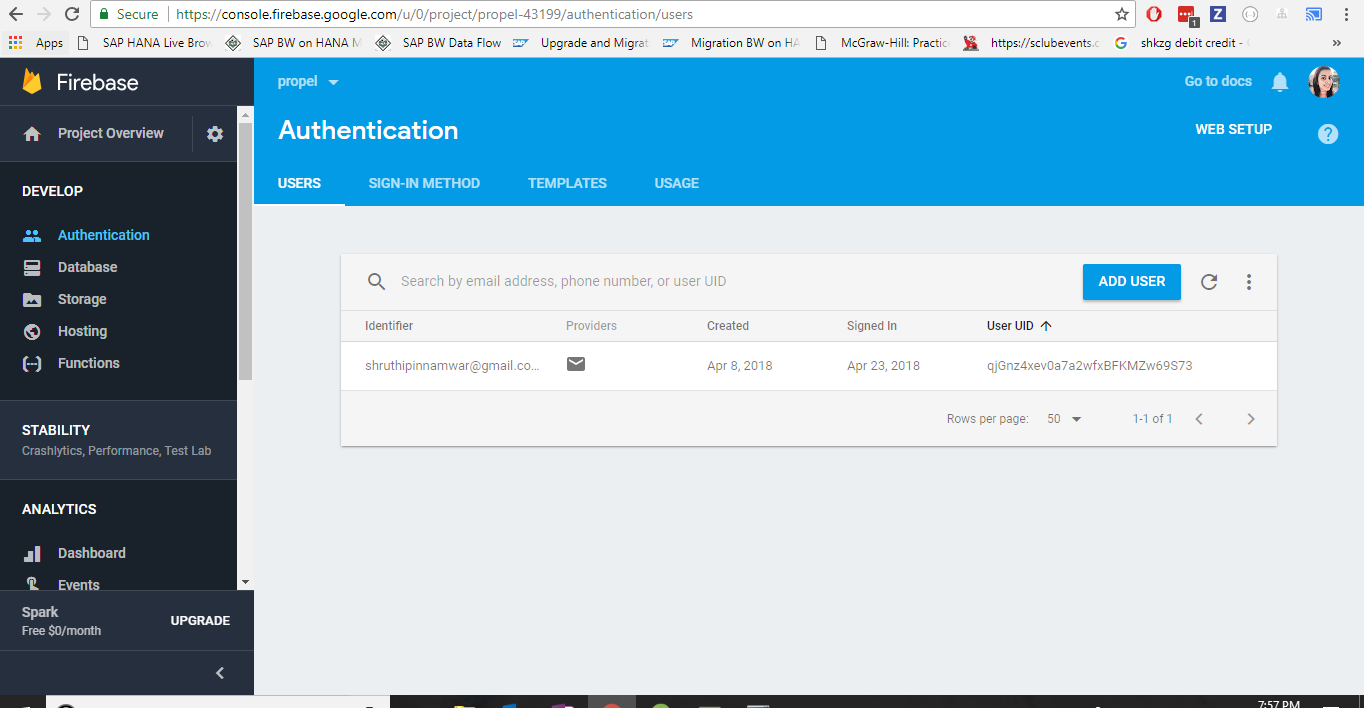 Secure https://console.firebase.google.com/u/0/project/propel-43199/authentication/users
1
Apps SAP HANA Live Brow SAP BW on HANA M SAP BW Data Flow Upgrade and Migrat Migration BW on HA McGraw-Hill: Practic https://sclubevents.c shkzg debit credit - »
Firebase
propel
Go to docs
Project Overview
Authentication
WEB SETUP
?
USERS SIGN-IN METHOD TEMPLATES USAGE
DEVELOP
Authentication
Database
Storage
Hosting
Functions
STABILITY
Crashlytics, Performance, Test Lab
ANALYTICS
Dashboard
Events
Spark
Free $0/month
UPGRADE
Search by email address, phone number, or user UID
ADD USER
Identifier Providers Created Signed In User UID
shruthipinnamwar@gmail.co... Apr 8, 2018 Apr 23, 2018 qjGnz4xev0a7a2wfxBFKMZw69S73
Rows per page: 50 1-1 of 1
7:57 PM